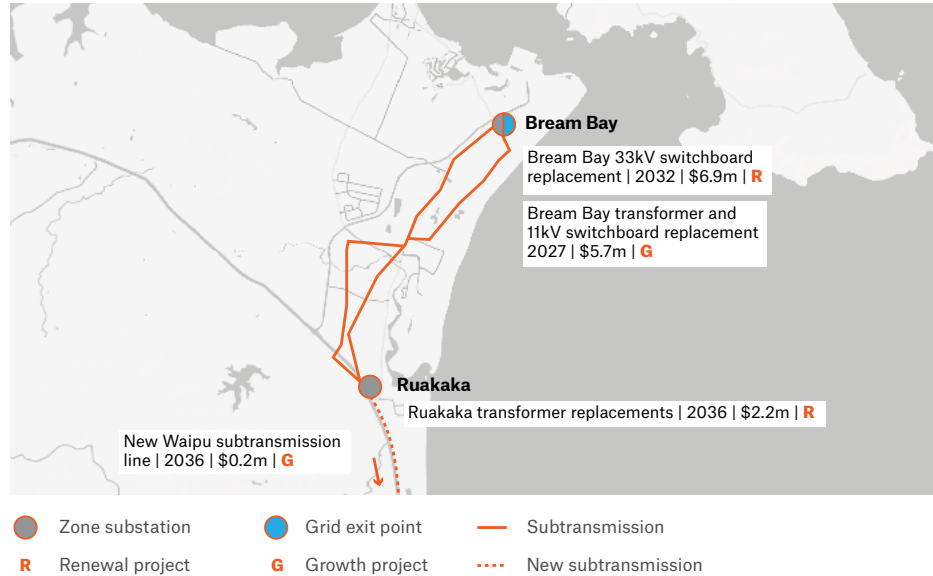 Bream Bay
Bream Bay 33kV switchboard
replacement | 2032 | $6.9m | R
Bream Bay transformer and
11kV switchboard replacement
2027 | $5.7m | G
Ruakaka
Ruakaka transformer replacements | 2036 | $2.2m | R
New Waipu subtransmission
line | 2036 | $0.2m | G
Zone substation
Grid exit point
Subtransmission
R Renewal project
G Growth project
New subtransmission